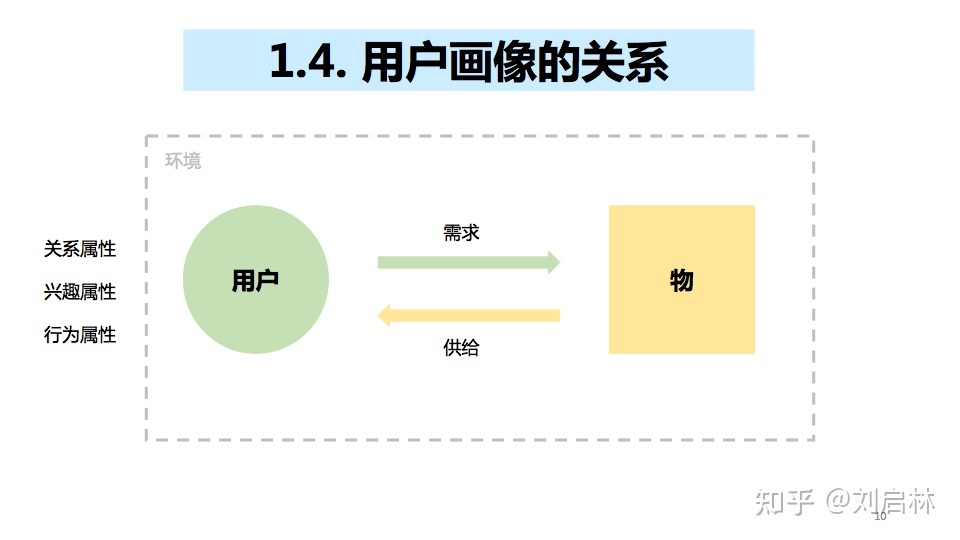 1.4. 用户画像的关系
环境
关系属性
兴趣属性
行为属性
用户
需求
供给
物
知乎 @刘启林
10